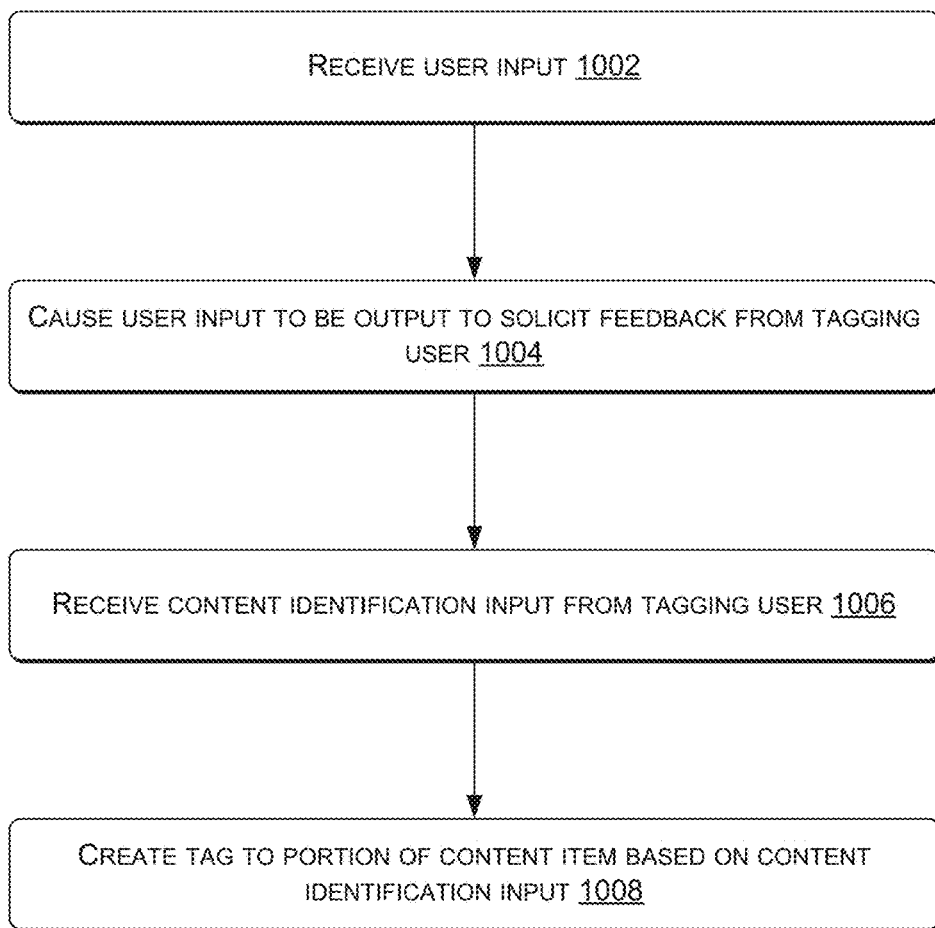 RECEIVE USER INPUT 1002
CAUSE USER INPUT TO BE OUTPUT TO SOLICIT FEEDBACK FROM TAGGING
USER 1004
RECEIVE CONTENT IDENTIFICATION INPUT FROM TAGGING USER 1006
CREATE TAG TO PORTION OF CONTENT ITEM BASED ON CONTENT
IDENTIFICATION INPUT 1008